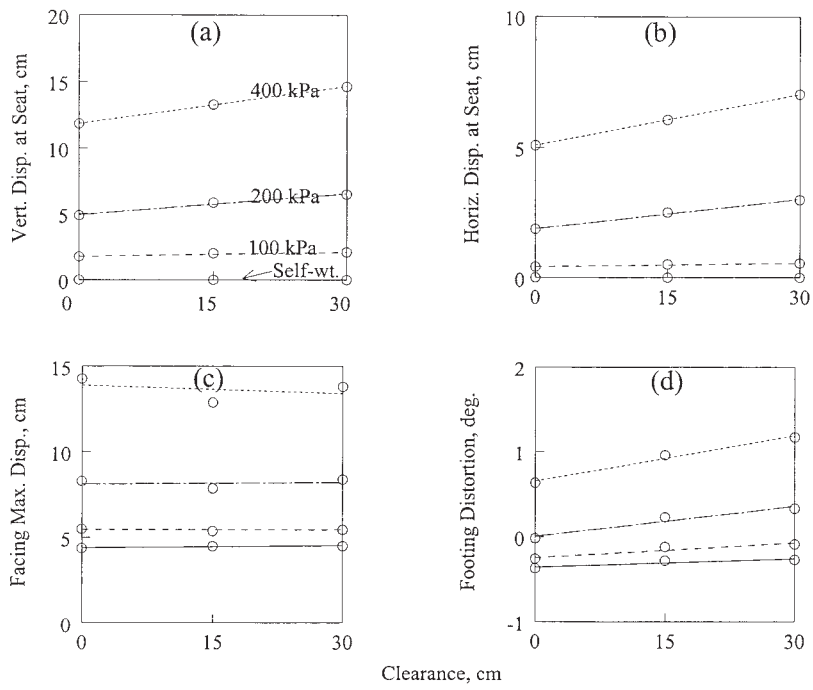 20
(a)
15
400 kPa
10
200 kPa
5
100 kPa
Self-wt.
0
0
15
30
Vert. Disp. at Seat, cm
10
(b)
5
0
0
15
30
Horiz. Disp. at Seat, cm
15
(c)
10
5
0
0
15
30
Facing Max. Disp., cm
2
(d)
1
0
-1
0
15
30
Footing Distortion, deg.
Clearance, cm